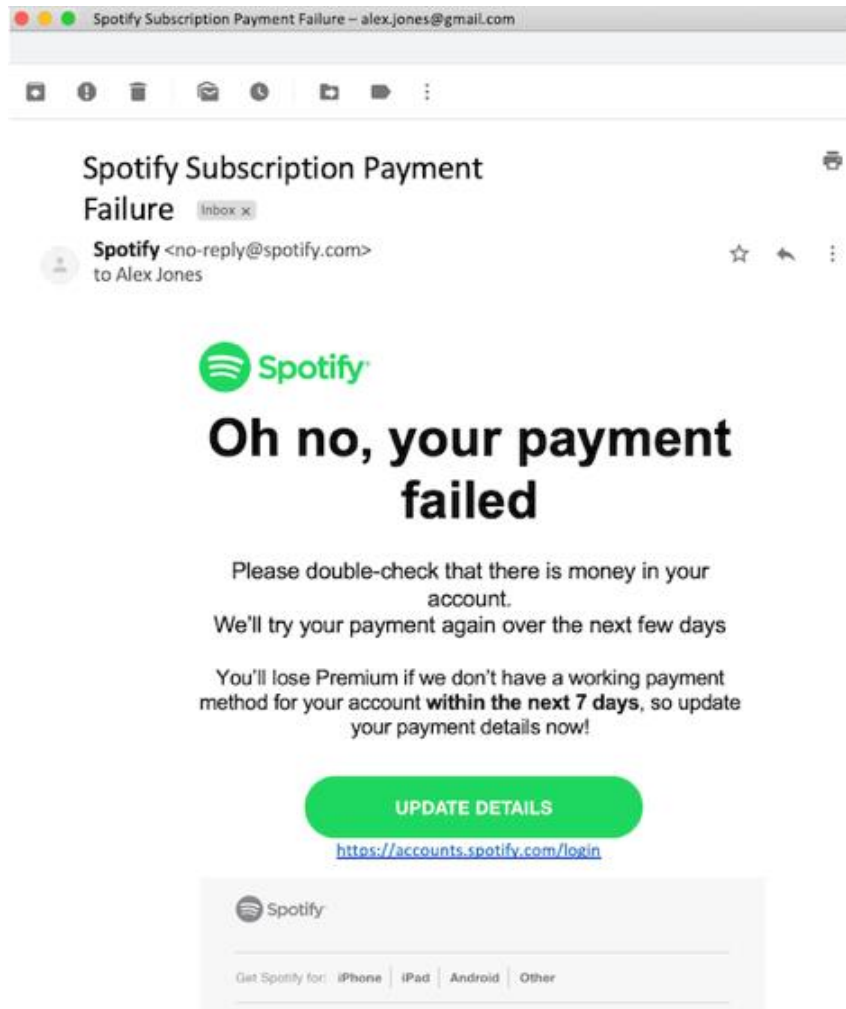 Spotify Subscription Payment Failure – alex.jones@gmail.com
Spotify Subscription Payment
Failure Inbox x
Spotify <no-reply@spotify.com>
to Alex Jones
Spotify
Oh no, your payment
failed
Please double-check that there is money in your
account.
We'll try your payment again over the next few days
You'll lose Premium if we don't have a working payment
method for your account within the next 7 days, so update
your payment details now!
UPDATE DETAILS
https://accounts.spotify.com/login
Spotify
Get Spotify for: iPhone | iPad | Android | Other